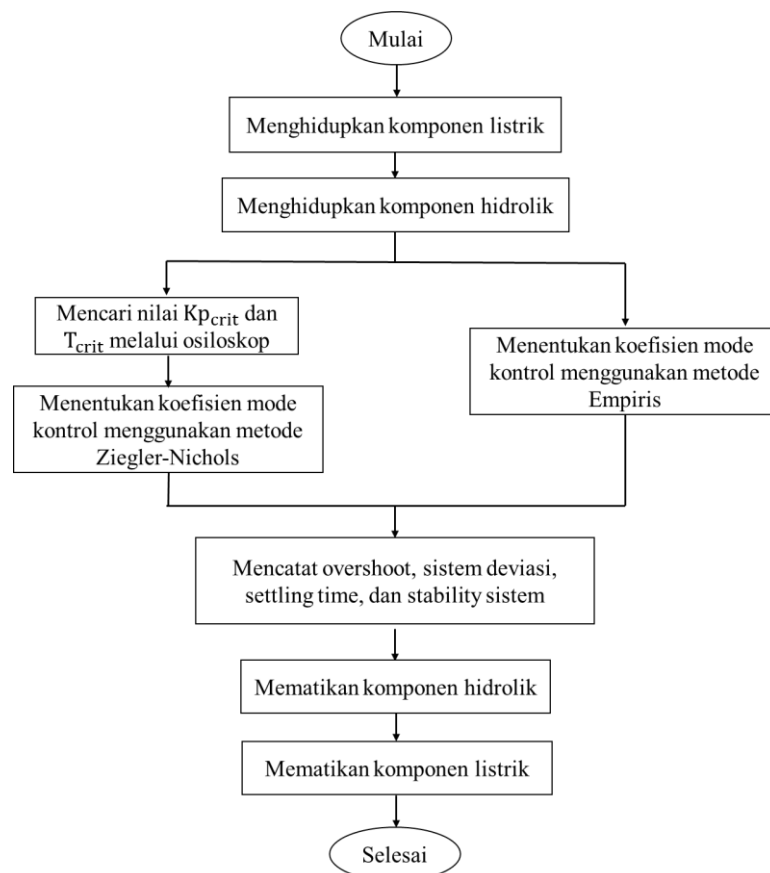 Mulai
Menghidupkan komponen listrik
Menghidupkan komponen hidrolik
Mencari nilai Kp_crit dan
T_crit melalui osiloskop
Menentukan koefisien mode
kontrol menggunakan metode
Ziegler-Nichols
Menentukan koefisien mode
kontrol menggunakan metode
Empiris
Mencatat overshoot, sistem deviasi,
settling time, dan stability sistem
Mematikan komponen hidrolik
Mematikan komponen listrik
Selesai